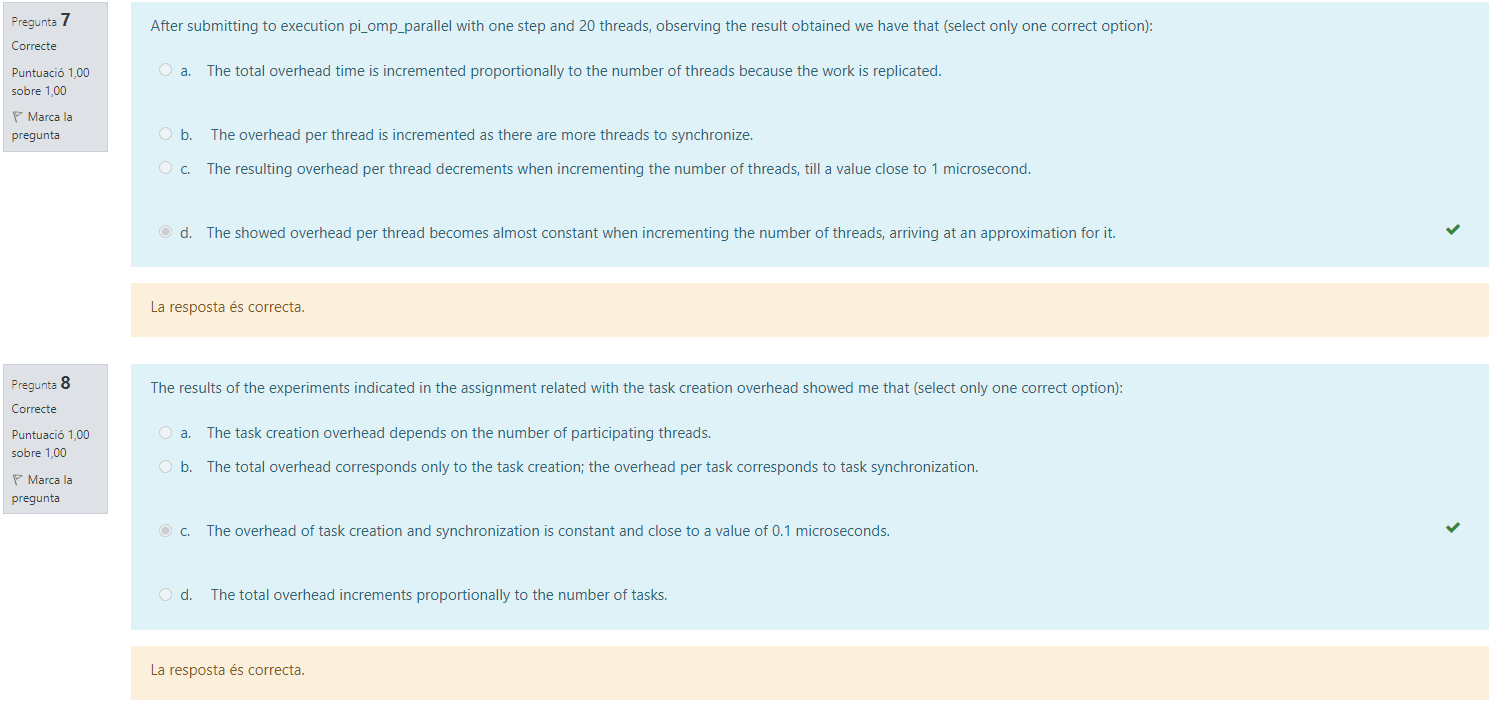 Pregunta 7
Correcte
Puntuació 1,00
sobre 1,00
Marca la
pregunta
After submitting to execution pi_omp_parallel with one step and 20 threads, observing the result obtained we have that (select only one correct option):
a. The total overhead time is incremented proportionally to the number of threads because the work is replicated.
b. The overhead per thread is incremented as there are more threads to synchronize.
c. The resulting overhead per thread decrements when incrementing the number of threads, till a value close to 1 microsecond.
d. The showed overhead per thread becomes almost constant when incrementing the number of threads, arriving at an approximation for it.
La resposta és correcta.
Pregunta 8
Correcte
Puntuació 1,00
sobre 1,00
Marca la
pregunta
The results of the experiments indicated in the assignment related with the task creation overhead showed me that (select only one correct option):
a. The task creation overhead depends on the number of participating threads.
b. The total overhead corresponds only to the task creation; the overhead per task corresponds to task synchronization.
c. The overhead of task creation and synchronization is constant and close to a value of 0.1 microseconds.
d. The total overhead increments proportionally to the number of tasks.
La resposta és correcta.